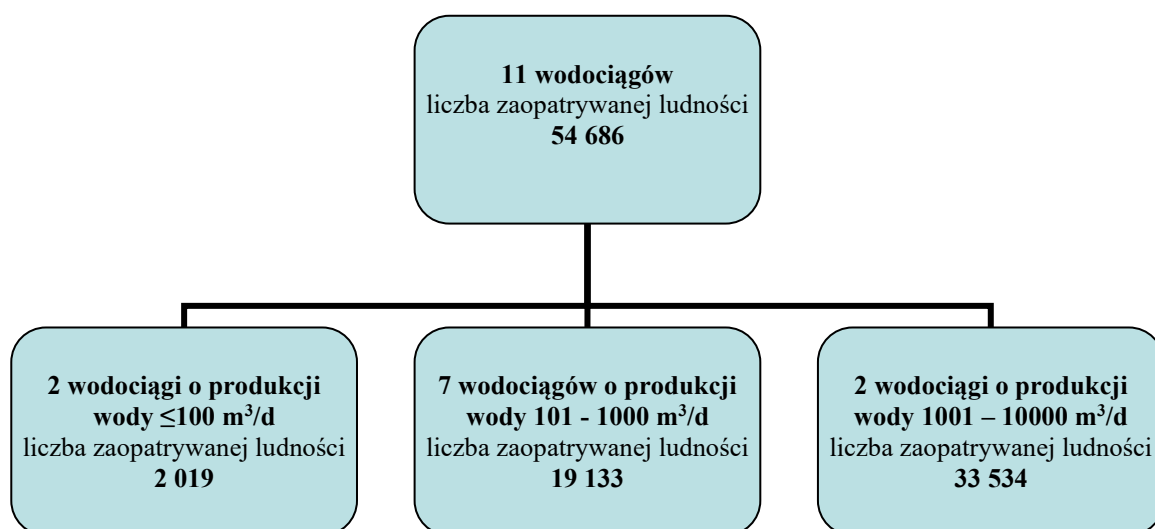 11 wodociągów
liczba zaopatrywanej ludności
54 686
2 wodociągi o produkcji
wody ≤100 m³/d
liczba zaopatrywanej ludności
2 019
7 wodociągów o produkcji
wody 101 - 1000 m³/d
liczba zaopatrywanej ludności
19 133
2 wodociągi o produkcji
wody 1001 – 10000 m³/d
liczba zaopatrywanej ludności
33 534